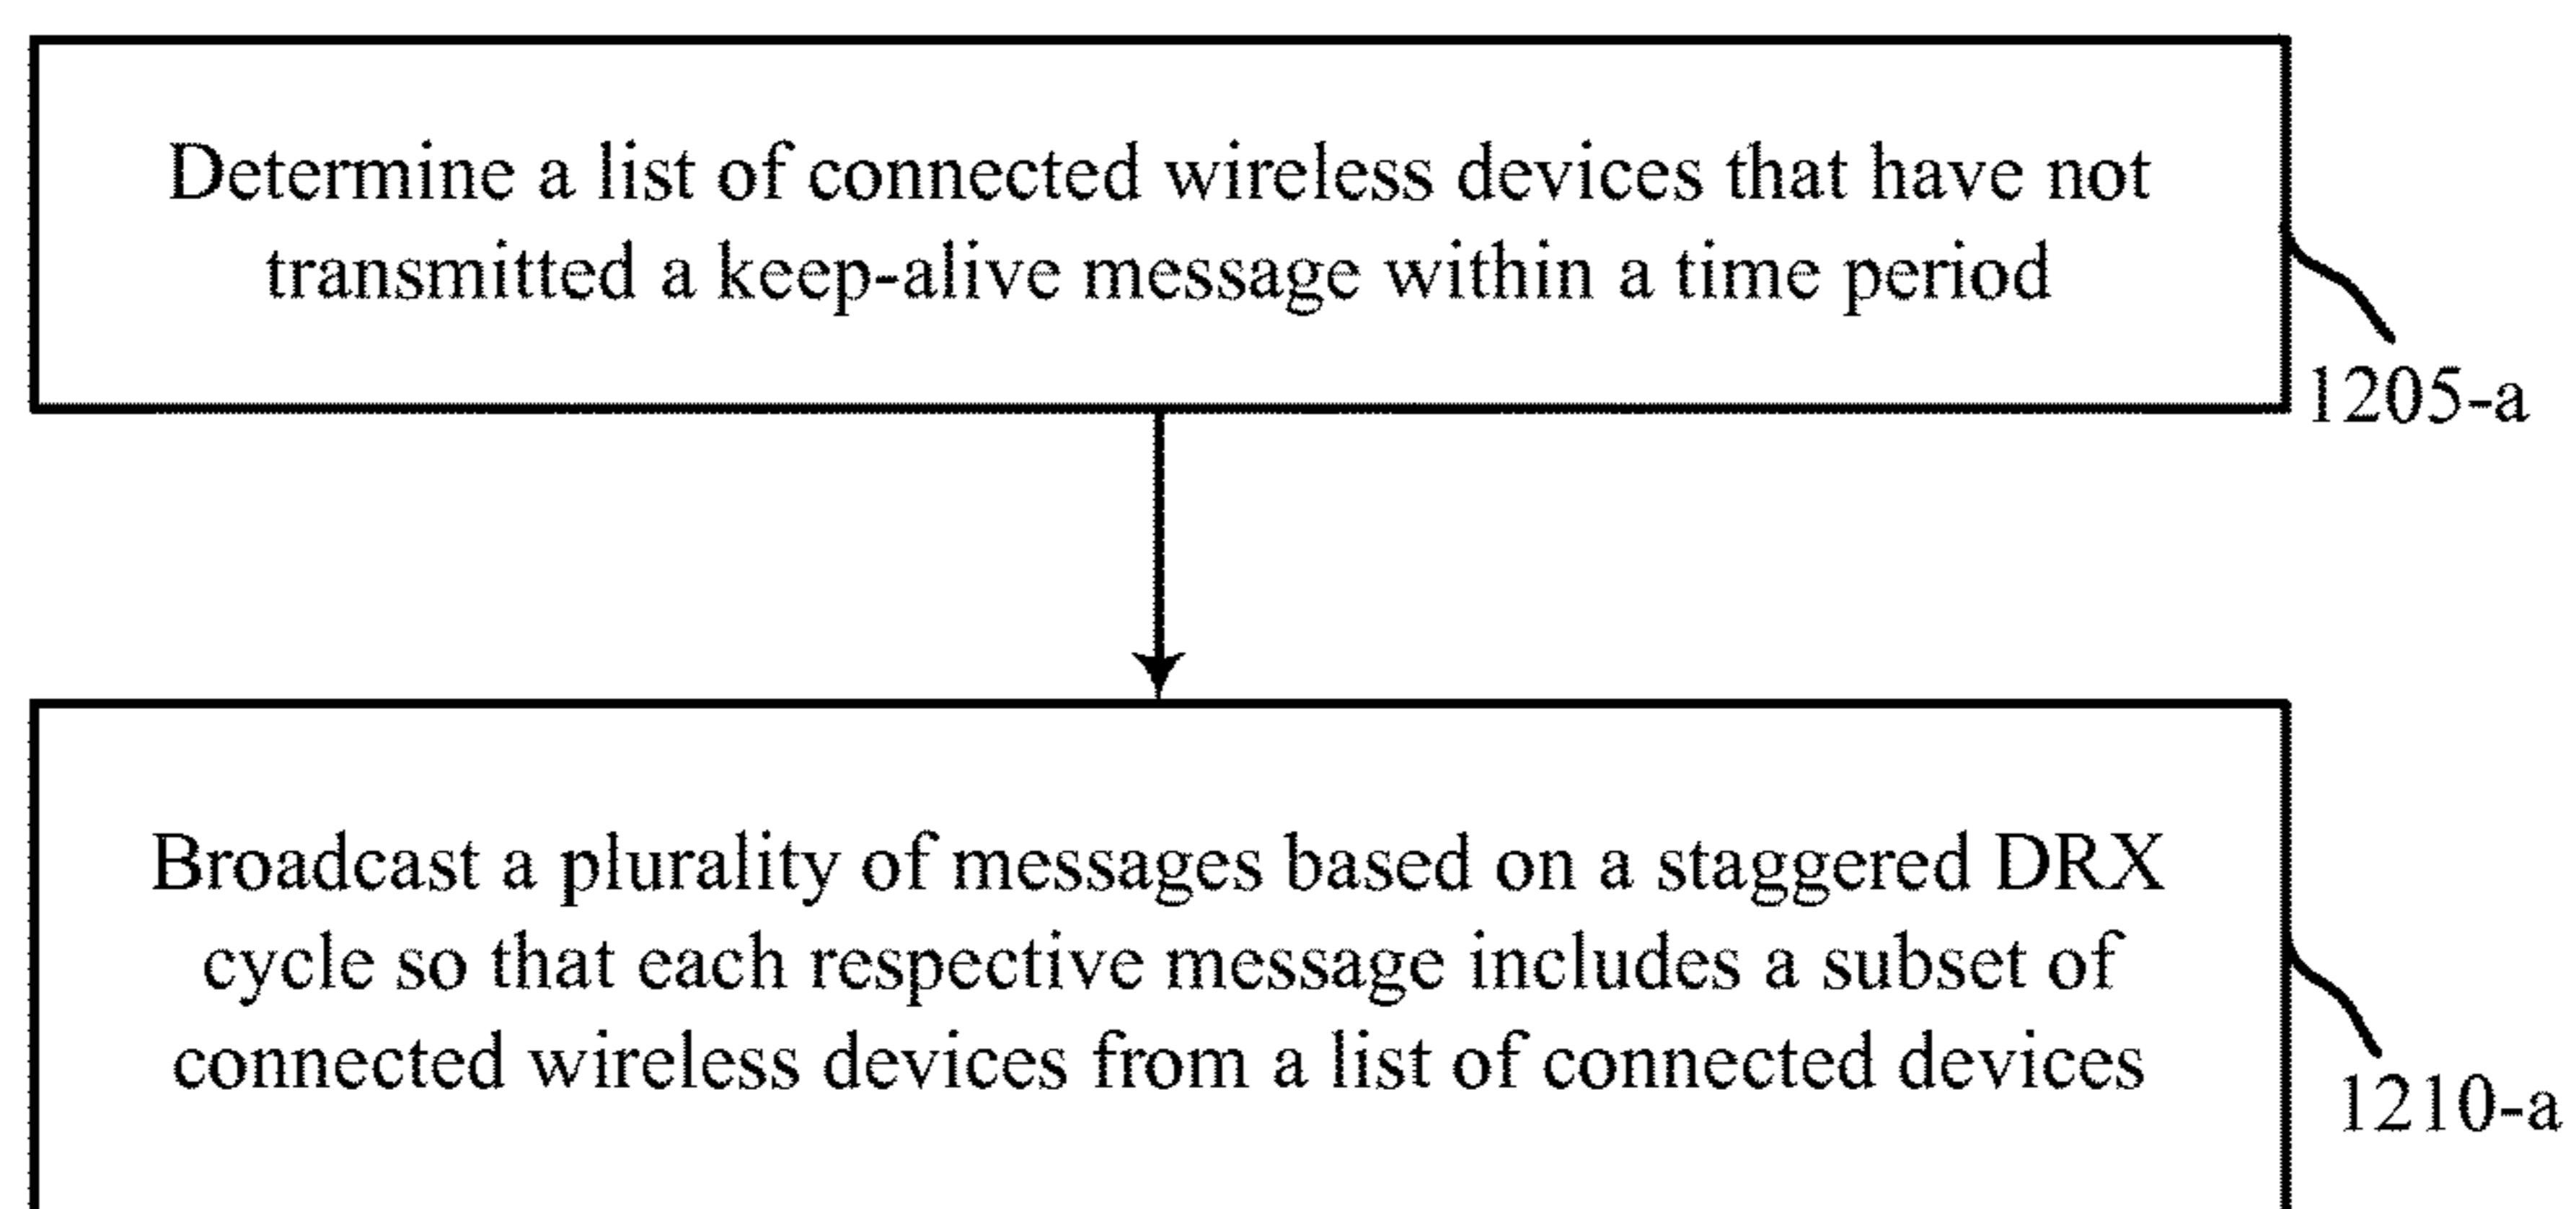 Determine a list of connected wireless devices that have not
transmitted a keep-alive message within a time period
1205-a
Broadcast a plurality of messages based on a staggered DRX
cycle so that each respective message includes a subset of
connected wireless devices from a list of connected devices
1210-a